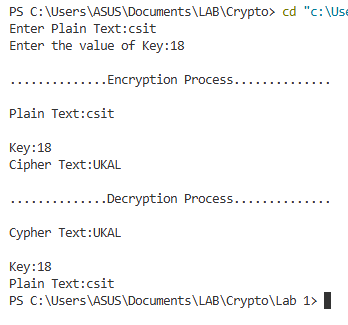 PS C:\Users\ASUS\Documents\LAB\Crypto> cd "c:\Use
Enter Plain Text:csit
Enter the value of Key:18
..............Encryption Process..............
Plain Text:csit
Key:18
Cipher Text:UKAL
..............Decryption Process..............
Cypher Text:UKAL
Key:18
Plain Text:csit
PS C:\Users\ASUS\Documents\LAB\Crypto\Lab 1>